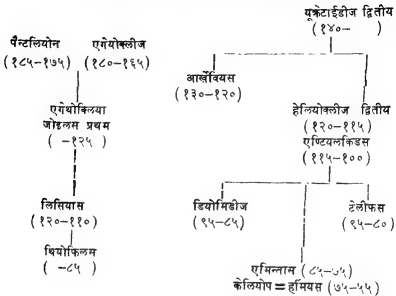 यूक्रेटाईडीज द्वितीय
(१४०— )
पैन्टलियोन एगेथोक्लीज
(१८५—१७५) (१८०—१६५)
आर्खेवियस
(१३०—१२०)
एगेथोक्लिया
जोइलस प्रथम
( —१२५)
हेलियोक्लीज द्वितीय
(१२०—११५)
एण्टियलकिडस
(११५—१००)
लिसियास
(१२०—११०)
डियोमिडीज
(९५—८५)
टेलीफस
(९५—८०)
थियोफिलस
( —८५)
एमिन्तास (८५—७५)
केलियोप = हर्मियस (७५—५५)